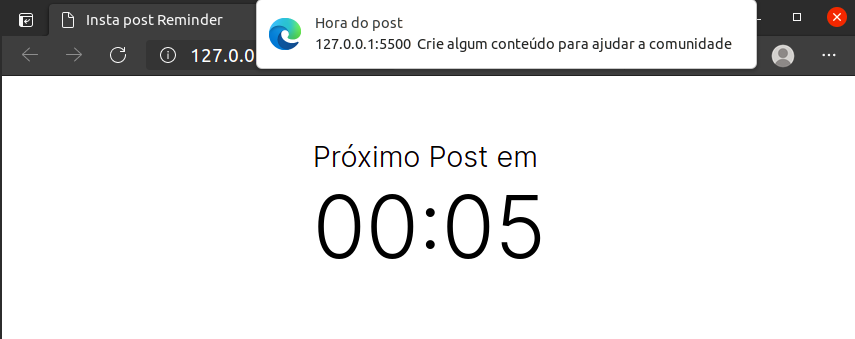 Insta post Reminder
Hora do post
127.0.0.1:5500 Crie algum conteúdo para ajudar a comunidade
127.0.0
Próximo Post em
00:05